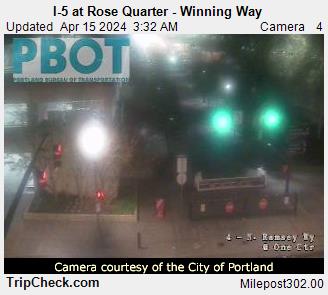 I-5 at Rose Quarter - Winning Way
Updated Apr 15 2024 3:32 AM Camera 4
PBOT
PORTLAND BUREAU OF TRANSPORTATION
4 - N. Ramsey Wy
@ One Ctr
Camera courtesy of the City of Portland
TripCheck.com Milepost302.00